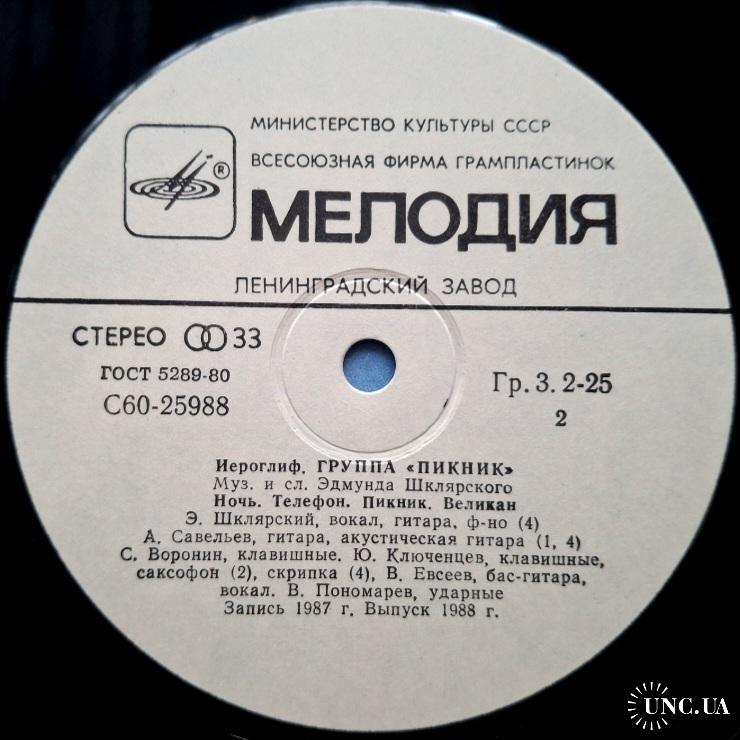 МИНИСТЕРСТВО КУЛЬТУРЫ СССР
ВСЕСОЮЗНАЯ ФИРМА ГРАМПЛАСТИНОК
®
МЕЛОДИЯ
ЛЕНИНГРАДСКИЙ ЗАВОД
СТЕРЕО 33
ГОСТ 5289-80
С60-25988
Гр. 3. 2-25
2
Иероглиф. ГРУППА «ПИКНИК»
Муз. и сл. Эдмунда Шклярского
Ночь. Телефон. Пикник. Великан
Э. Шклярский, вокал, гитара, ф-но (4)
А. Савельев, гитара, акустическая гитара (1, 4)
С. Воронин, клавишные. Ю. Ключенцев, клавишные,
саксофон (2), скрипка (4), В. Евсеев, бас-гитара,
вокал. В. Пономарев, ударные
Запись 1987 г. Выпуск 1988 г.
UNC.UA